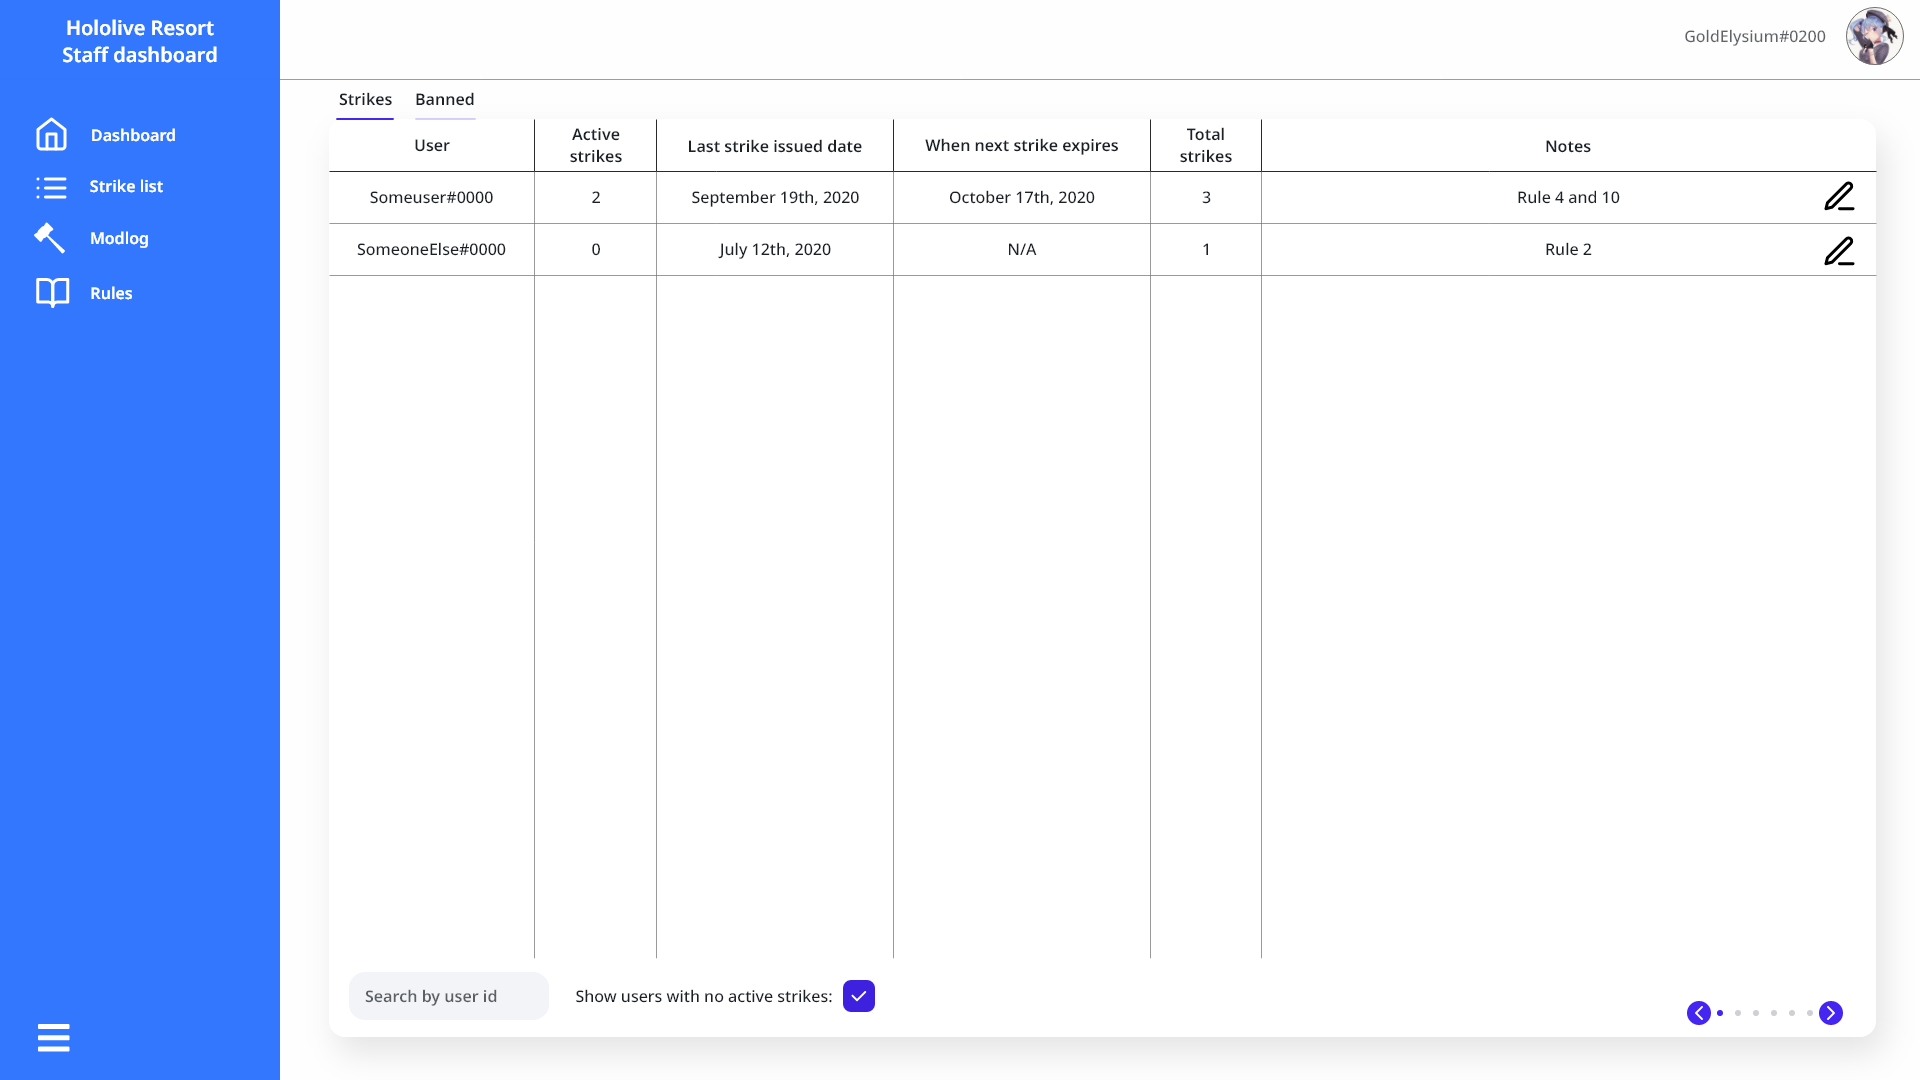 Hololive Resort
Staff dashboard
GoldElysium#0200
Dashboard
Strike list
Modlog
Rules
Strikes Banned
User Active strikes Last strike issued date When next strike expires Total strikes Notes
Someuser#0000 2 September 19th, 2020 October 17th, 2020 3 Rule 4 and 10
SomeoneElse#0000 0 July 12th, 2020 N/A 1 Rule 2
Search by user id Show users with no active strikes: